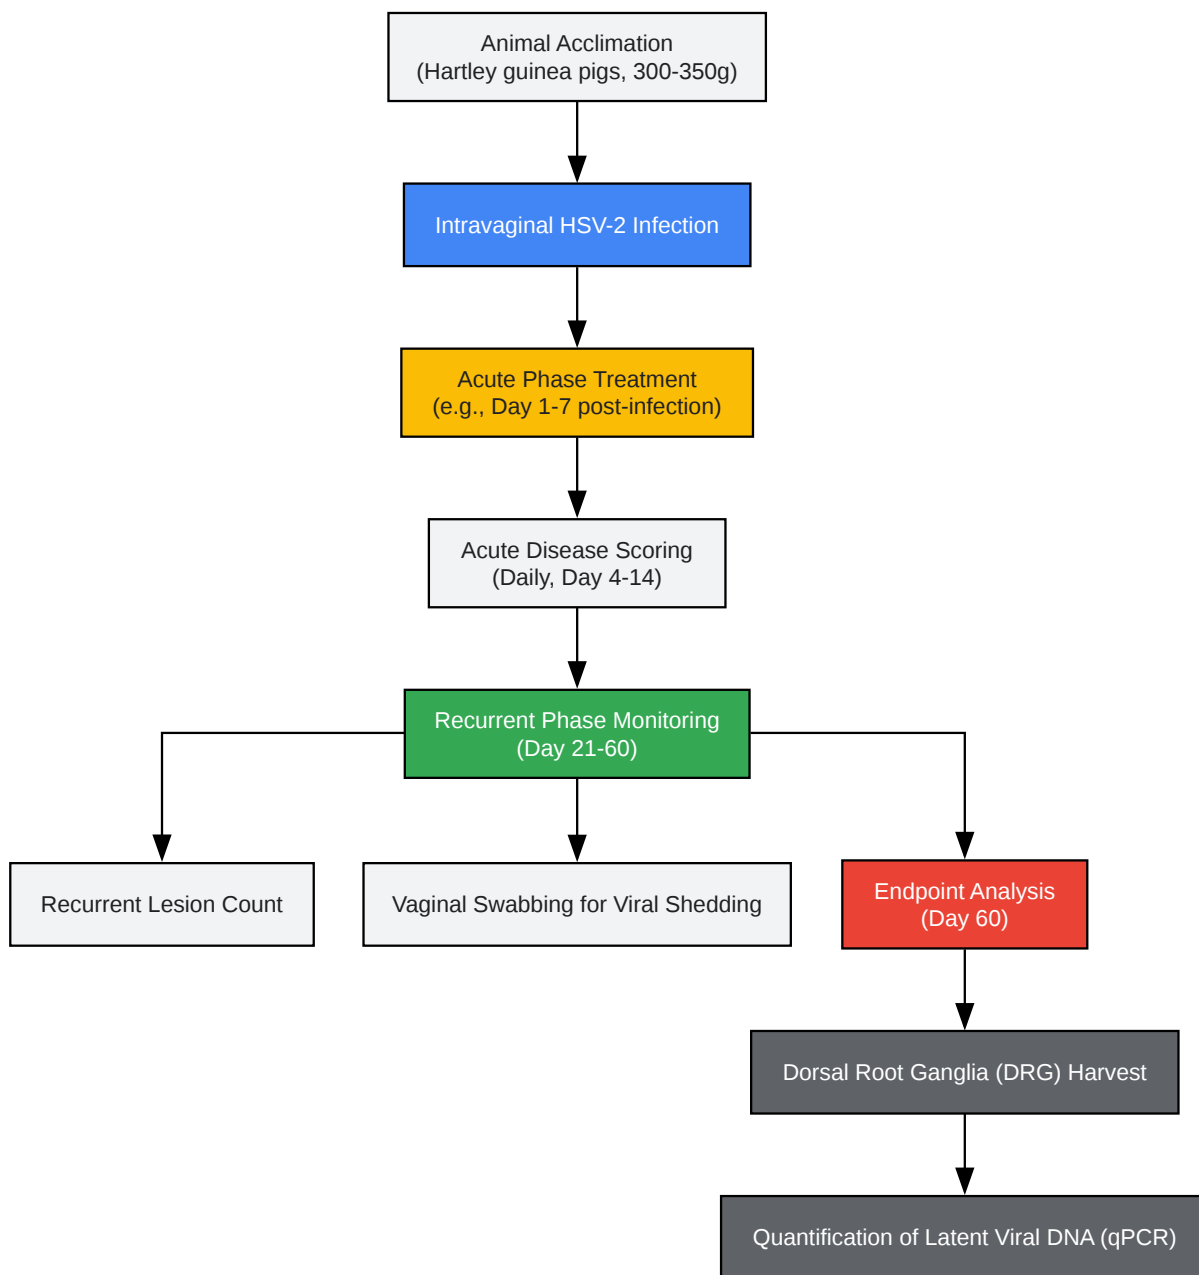 Animal Acclimation
(Hartley guinea pigs, 300-350g)
Intravaginal HSV-2 Infection
Acute Phase Treatment
(e.g., Day 1-7 post-infection)
Acute Disease Scoring
(Daily, Day 4-14)
Recurrent Phase Monitoring
(Day 21-60)
Recurrent Lesion Count
Vaginal Swabbing for Viral Shedding
Endpoint Analysis
(Day 60)
Dorsal Root Ganglia (DRG) Harvest
Quantification of Latent Viral DNA (qPCR)